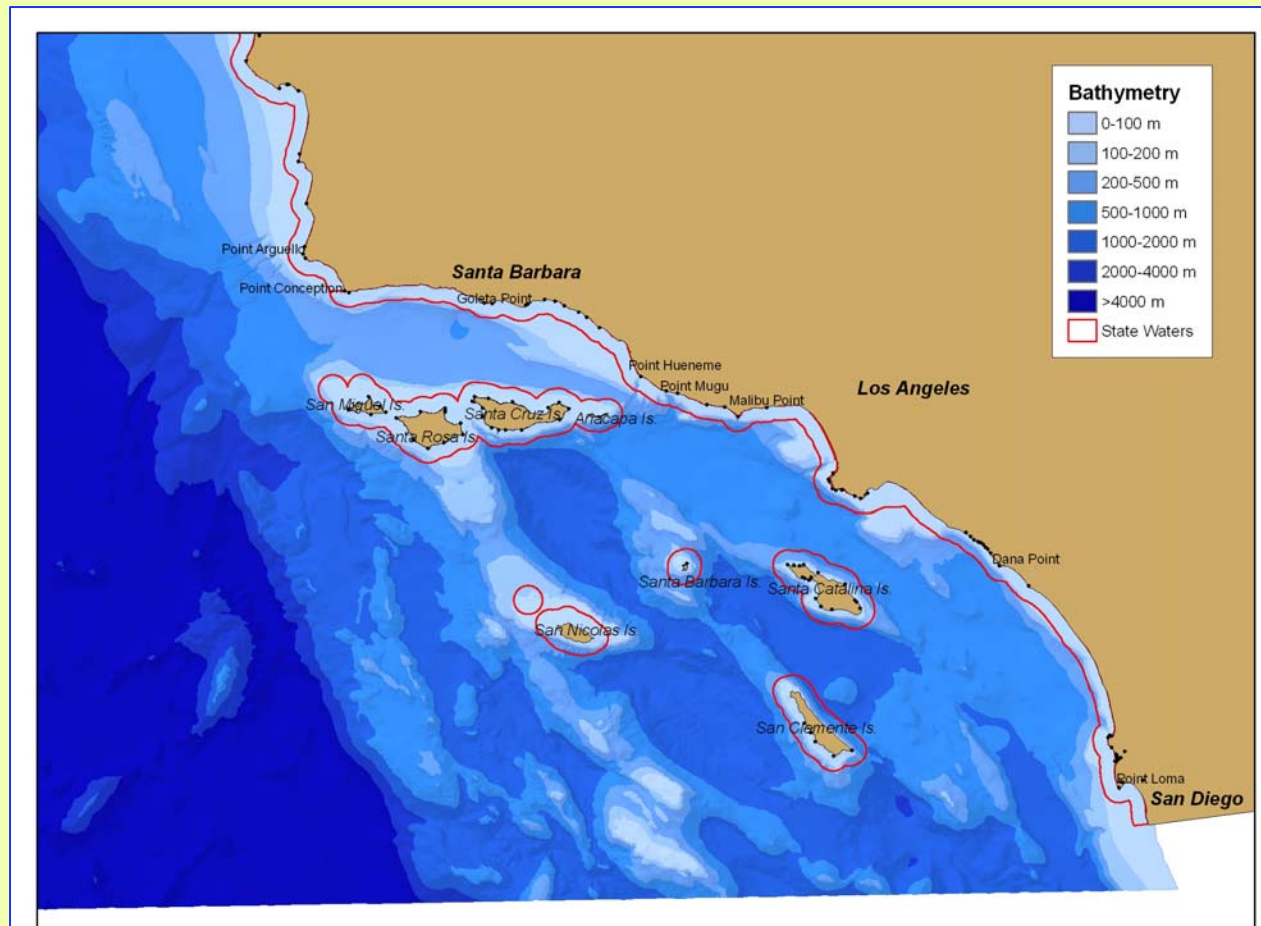 Bathymetry
0-100 m
100-200 m
200-500 m
500-1000 m
1000-2000 m
2000-4000 m
>4000 m
State Waters
Point Arguello
Santa Barbara
Point Conception
Goleta Point
Point Hueneme
Point Mugu
Los Angeles
Malibu Point
San Miguel Is.
Santa Cruz Is.
Anacapa Is.
Santa Rosa Is.
Dana Point
Santa Barbara Is.
Santa Catalina Is.
San Nicolas Is.
San Clemente Is.
Point Loma
San Diego